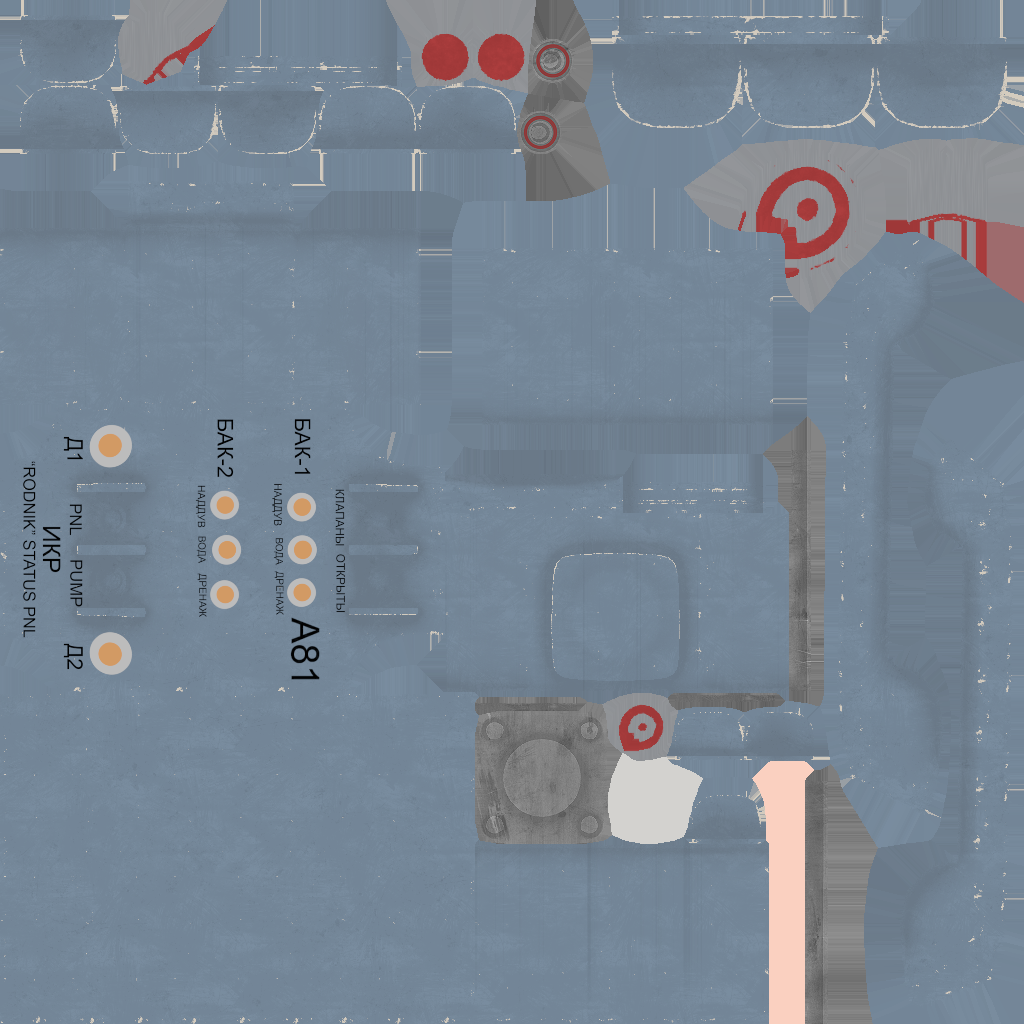 КЛАПАНЫ ОТКРЫТЫ
БАК-1 А81
НАДДУВ ВОДА ДРЕНАЖ
БАК-2
НАДДУВ ВОДА ДРЕНАЖ
Д1 PNL PUMP Д2
ИКР
"RODNIK" STATUS PNL